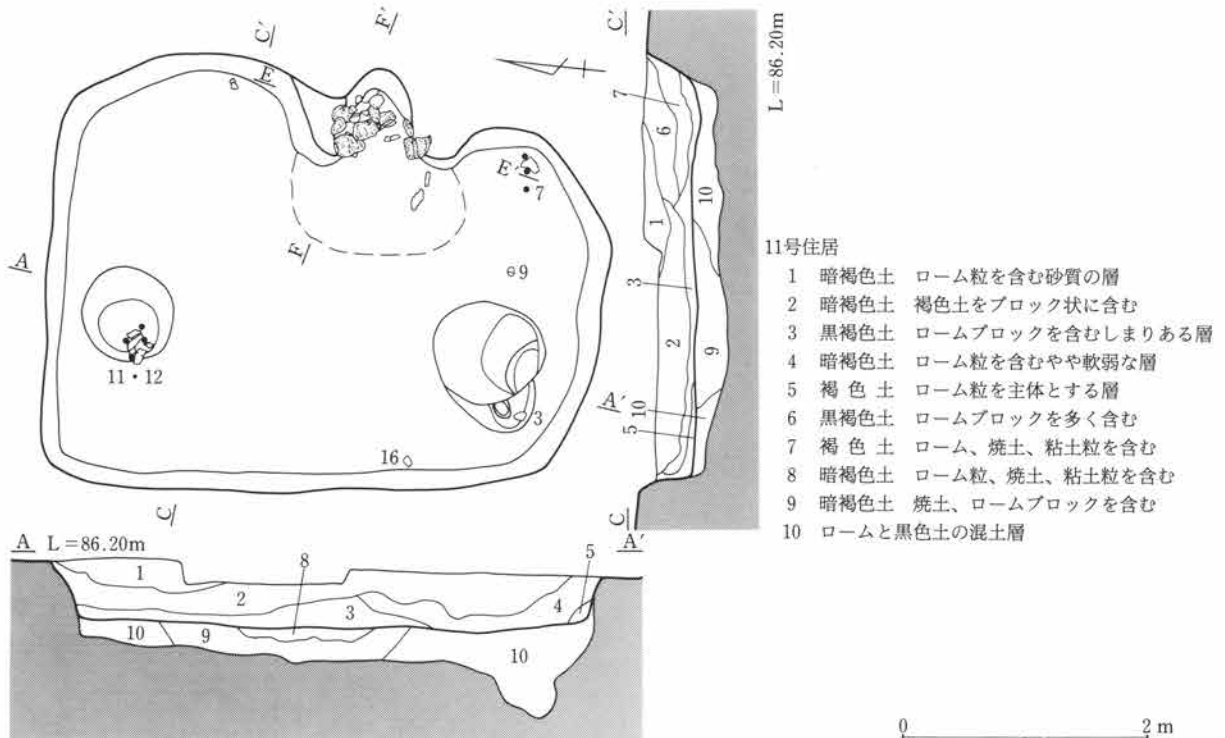 C'
F'
C'
E
L=86.20m
7
6
E'
7
10
1
11号住居
A
E
9
1 暗褐色土 ローム粒を含む砂質の層
3
2 暗褐色土 褐色土をブロック状に含む
3 黒褐色土 ロームブロックを含むしまりある層
2
9
4 暗褐色土 ローム粒を含むやや軟弱な層
11・12
5 褐色土 ローム粒を主体とする層
A'
10
3
6 黒褐色土 ロームブロックを多く含む
5
16
7 褐色土 ローム、焼土、粘土粒を含む
8 暗褐色土 ローム粒、焼土、粘土粒を含む
9 暗褐色土 焼土、ロームブロックを含む
C
C
10 ロームと黒色土の混土層
A L=86.20m
A'
8
5
1
2
3
4
10
9
10
0 2m